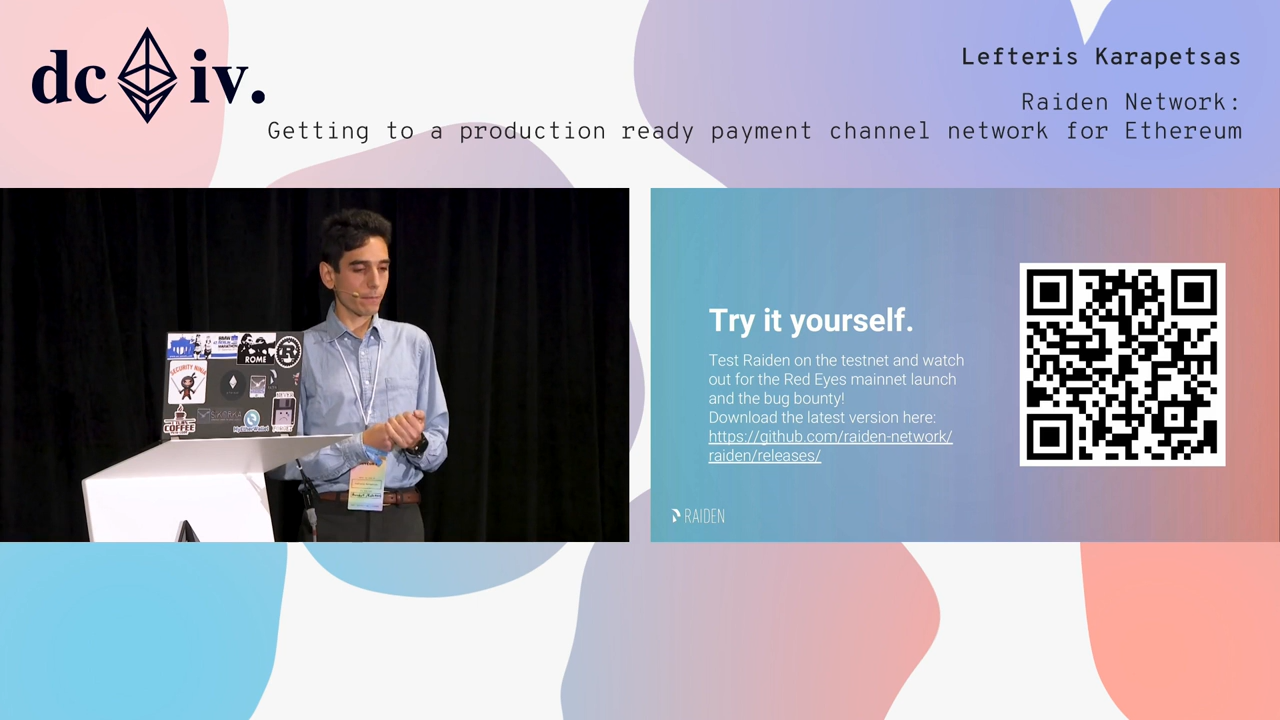 dc iv.
Lefteris Karapetsas
Raiden Network:
Getting to a production ready payment channel network for Ethereum
ROME
SECURITY NINJA
SIKORKA
MyEtherWallet
COFFEE
Try it yourself.
Test Raiden on the testnet and watch
out for the Red Eyes mainnet launch
and the bug bounty!
Download the latest version here:
https://github.com/raiden-network/
raiden/releases/
RAIDEN